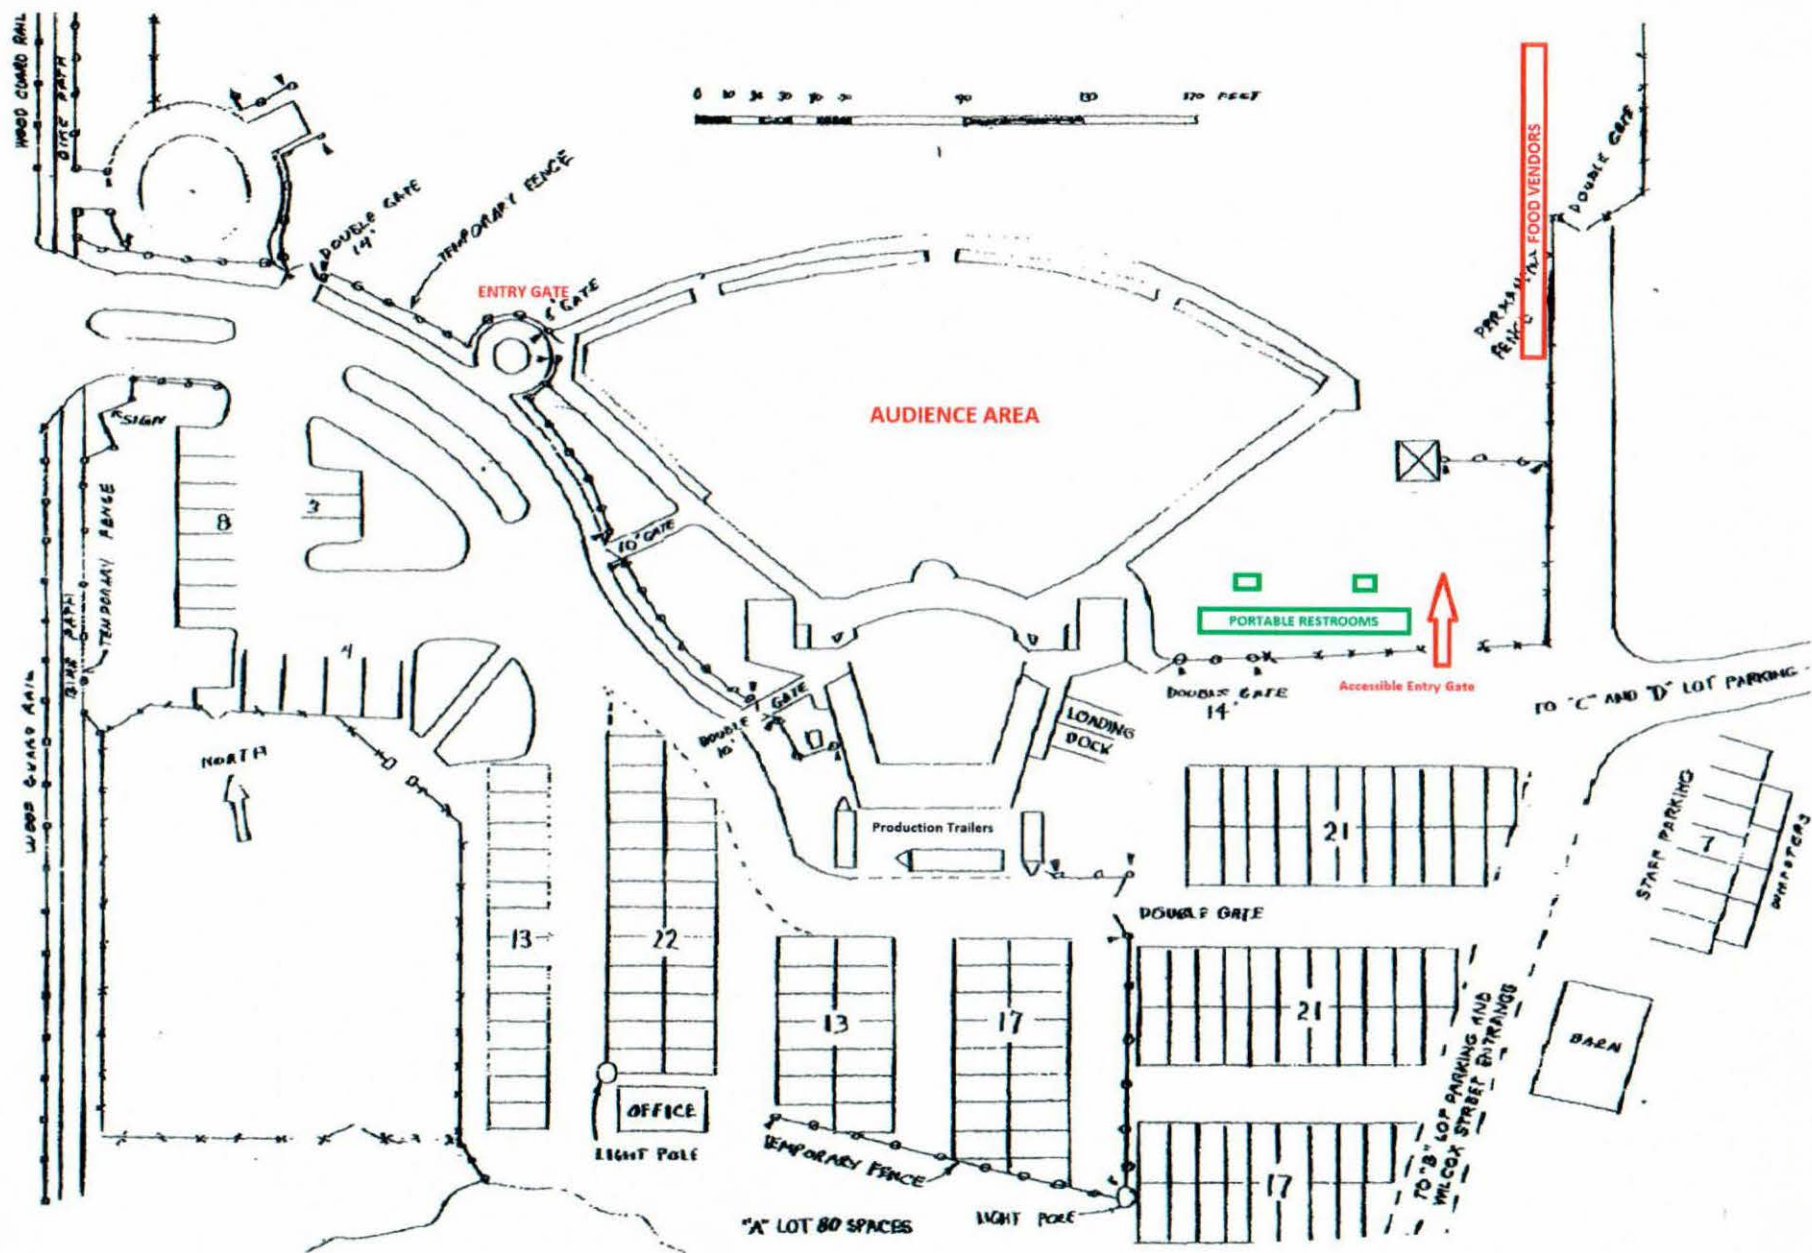 WOOD GUARD RAIL
BIKE PATH
0 10 20 30 40 50 90 130 170 FEET
DOUBLE GATE
14'
TEMPORARY FENCE
ENTRY GATE
6' GATE
FOOD VENDORS
DOUBLE GATE
FENCE
SIGN
AUDIENCE AREA
8
3
TEMPORARY FENCE
10' GATE
PORTABLE RESTROOMS
BIKE PATH
4
WOOD GUARD RAIL
DOUBLE GATE
Accessible Entry Gate
DOUBLE GATE
14'
LOADING
DOCK
TO "C" AND "D" LOT PARKING
NORTH
Production Trailers
21
STAFF PARKING
7
DUMPSTERS
DOUBLE GATE
13
22
13
17
21
TO "B" LOT PARKING AND
WILCOX STREET ENTRANCE
BARN
OFFICE
LIGHT POLE
TEMPORARY FENCE
17
"A" LOT 80 SPACES
LIGHT POLE